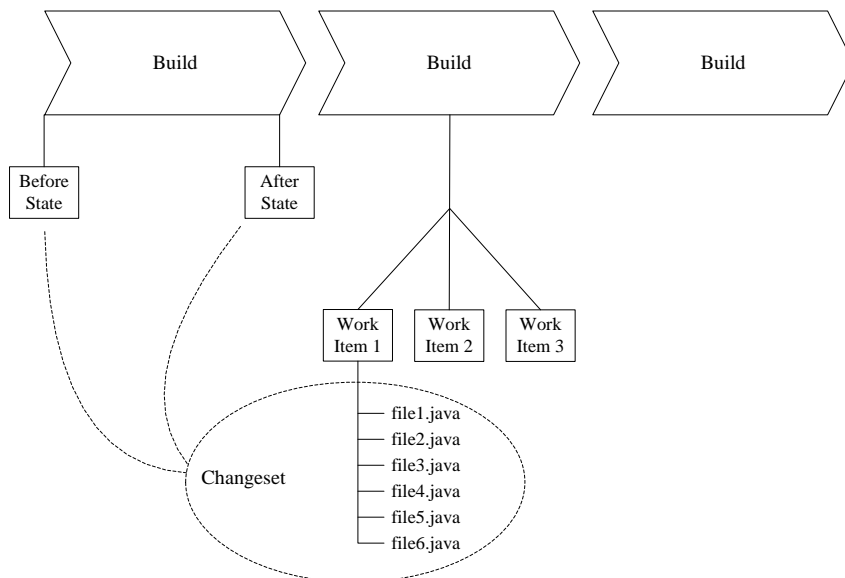 Build
Build
Build
Before
State
After
State
Work
Item 1
Work
Item 2
Work
Item 3
Changeset
file1.java
file2.java
file3.java
file4.java
file5.java
file6.java